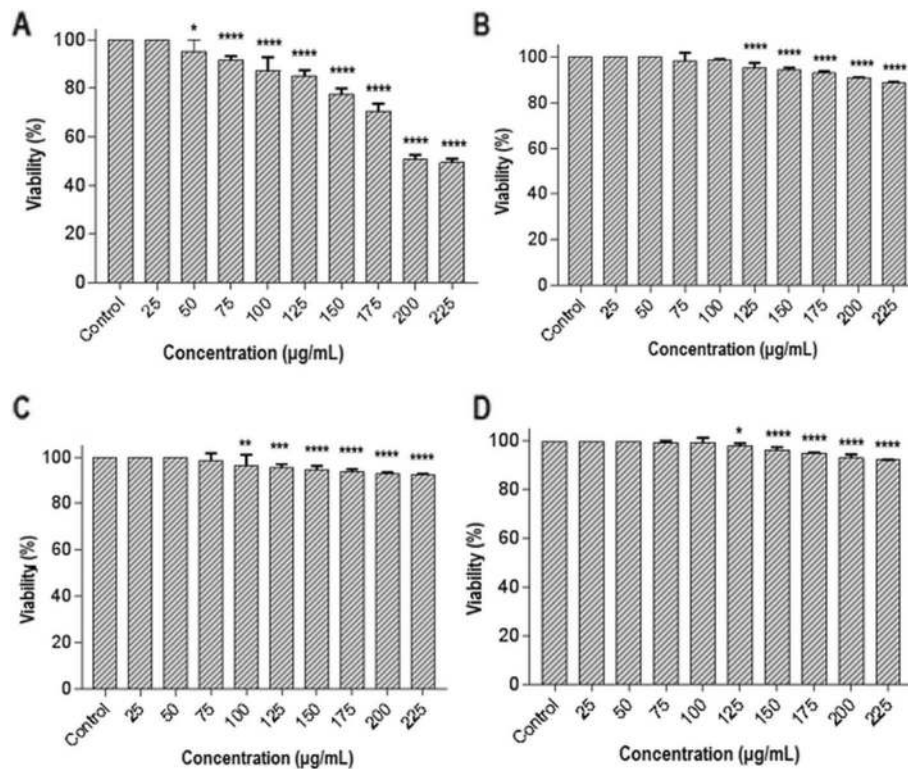 A
Viability (%)
100
80
60
40
20
0
* **** **** **** **** **** **** ****
Control 25 50 75 100 125 150 175 200 225
Concentration (µg/mL)
B
Viability (%)
100
80
60
40
20
0
**** **** **** **** ****
Control 25 50 75 100 125 150 175 200 225
Concentration (µg/mL)
C
Viability (%)
100
80
60
40
20
0
** *** **** **** **** ****
Control 25 50 75 100 125 150 175 200 225
Concentration (µg/mL)
D
Viability (%)
100
80
60
40
20
0
* **** **** **** ****
Control 25 50 75 100 125 150 175 200 225
Concentration (µg/mL)